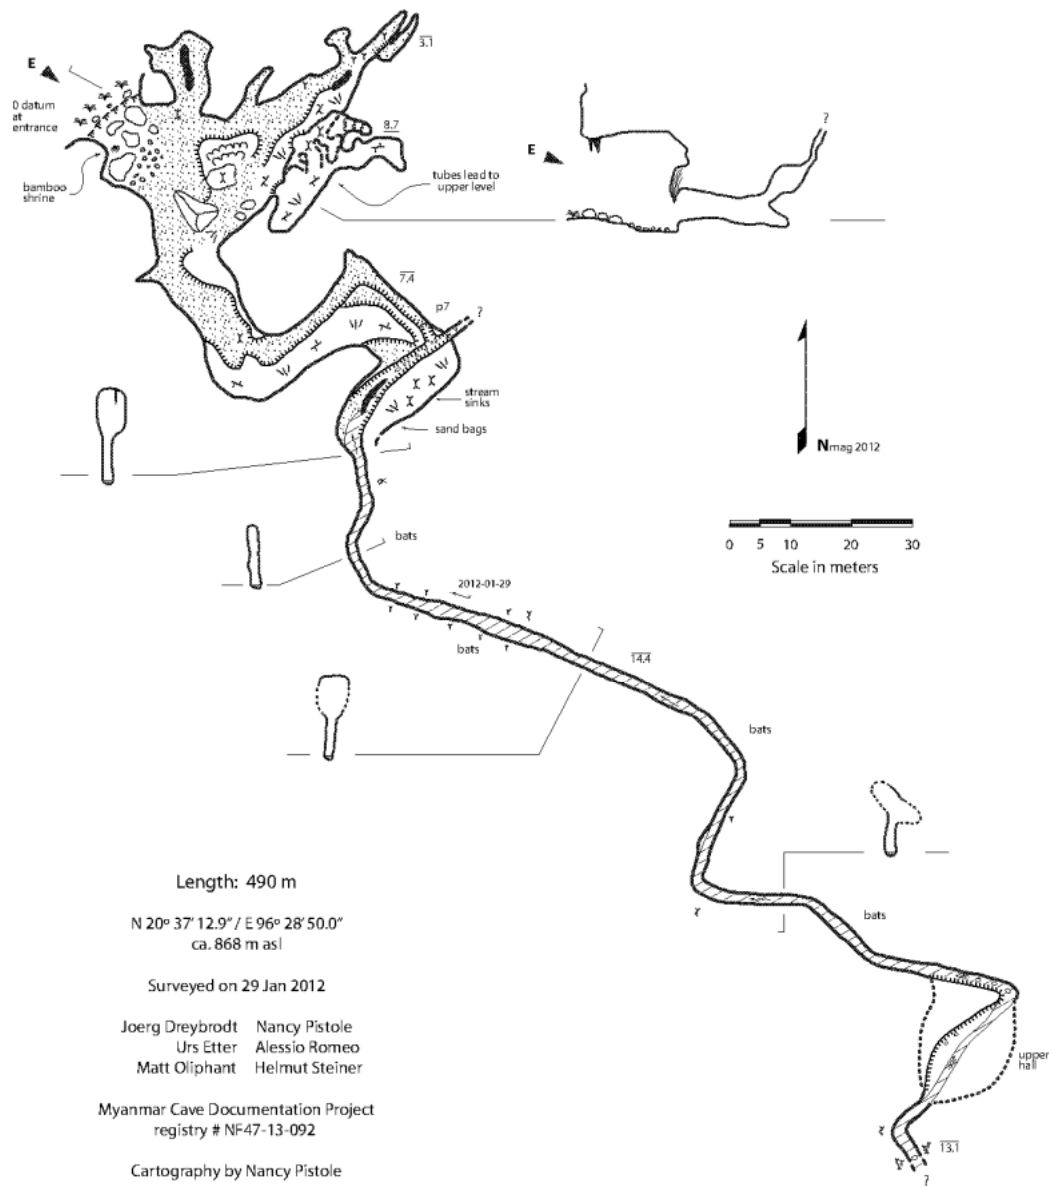 E
0 datum
at
entrance
bamboo
shrine
3.1
8.7
tubes lead to
upper level
E
?
7.4
p7
?
stream
sinks
sand bags
N mag 2012
bats
0 5 10 20 30
Scale in meters
2012-01-29
bats
14.4
bats
bats
upper
hall
13.1
?
Length: 490 m
N 20º 37' 12.9" / E 96º 28' 50.0"
ca. 868 m asl
Surveyed on 29 Jan 2012
Joerg Dreybrodt Nancy Pistole
Urs Etter Alessio Romeo
Matt Oliphant Helmut Steiner
Myanmar Cave Documentation Project
registry # NF47-13-092
Cartography by Nancy Pistole